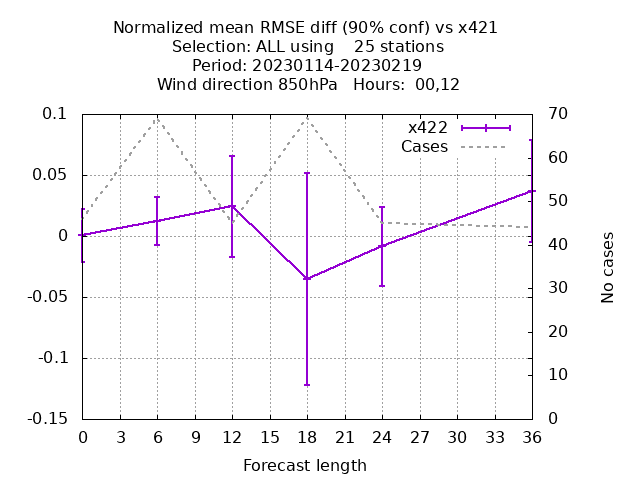 Normalized mean RMSE diff (90% conf) vs x421
Selection: ALL using    25 stations
Period: 20230114-20230219
Wind direction 850hPa   Hours:  00,12
0.1
0.05
0
-0.05
-0.1
-0.15
x422
Cases
70
60
50
40
30
20
10
0
No cases
0 3 6 9 12 15 18 21 24 27 30 33 36
Forecast length